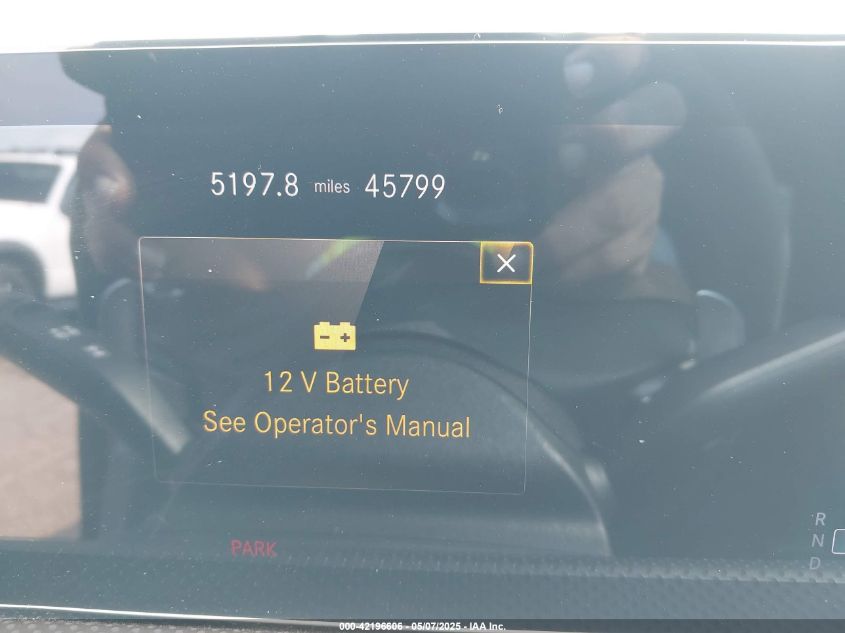 5197.8 miles 45799
12 V Battery
See Operator's Manual
PARK
R
N
D
000-42196606 - 05/07/2025 - IAA Inc.